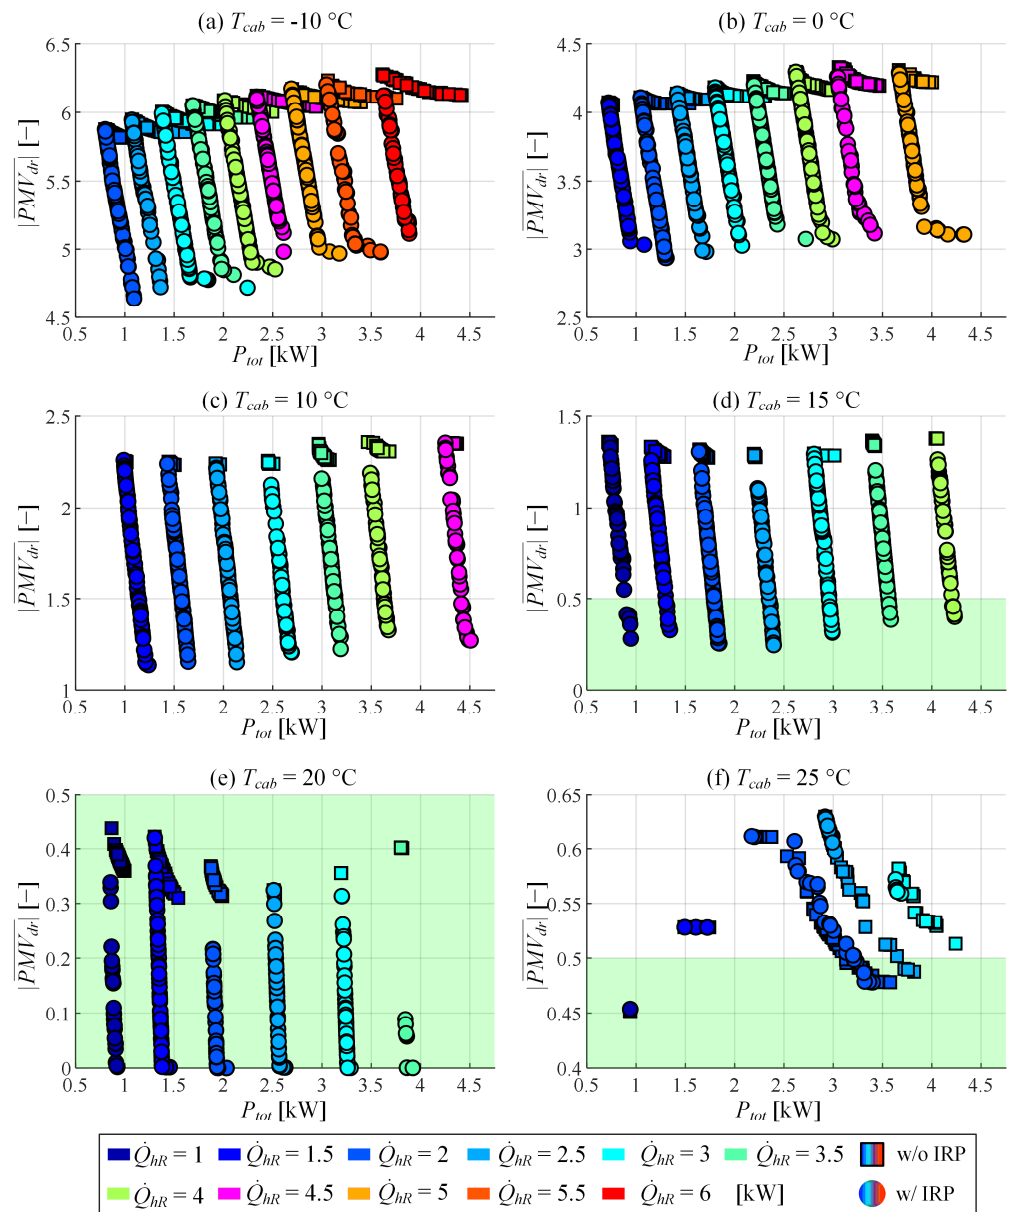 (a) T_cab = -10 °C
(b) T_cab = 0 °C
6.5
6
5.5
5
4.5
|PMV_dr| [−]
0.5 1 1.5 2 2.5 3 3.5 4 4.5
P_tot [kW]
4.5
4
3.5
3
2.5
|PMV_dr| [−]
0.5 1 1.5 2 2.5 3 3.5 4 4.5
P_tot [kW]
(c) T_cab = 10 °C
(d) T_cab = 15 °C
2.5
2
1.5
1
|PMV_dr| [−]
0.5 1 1.5 2 2.5 3 3.5 4 4.5
P_tot [kW]
1.5
1
0.5
0
|PMV_dr| [−]
0.5 1 1.5 2 2.5 3 3.5 4 4.5
P_tot [kW]
(e) T_cab = 20 °C
(f) T_cab = 25 °C
0.5
0.4
0.3
0.2
0.1
0
|PMV_dr| [−]
0.5 1 1.5 2 2.5 3 3.5 4 4.5
P_tot [kW]
0.65
0.6
0.55
0.5
0.45
0.4
|PMV_dr| [−]
0.5 1 1.5 2 2.5 3 3.5 4 4.5
P_tot [kW]
Q̇_hR = 1 Q̇_hR = 1.5 Q̇_hR = 2 Q̇_hR = 2.5 Q̇_hR = 3 Q̇_hR = 3.5 w/o IRP
Q̇_hR = 4 Q̇_hR = 4.5 Q̇_hR = 5 Q̇_hR = 5.5 Q̇_hR = 6 [kW] w/ IRP